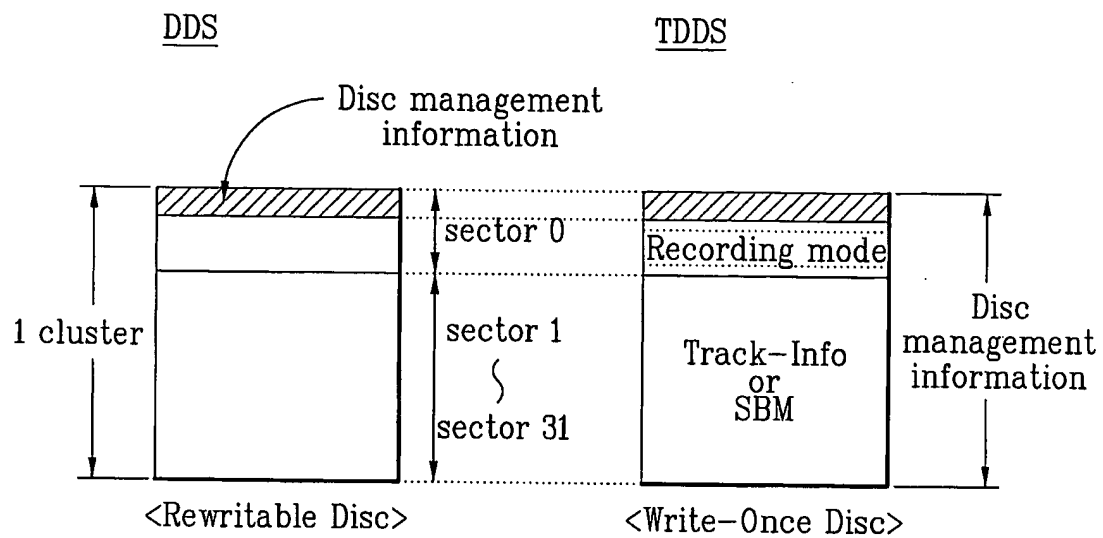 DDS
TDDS
Disc management
information
sector 0
Recording mode
1 cluster
sector 1
sector 31
Track-Info
or
SBM
Disc
management
information
<Rewritable Disc>
<Write-Once Disc>